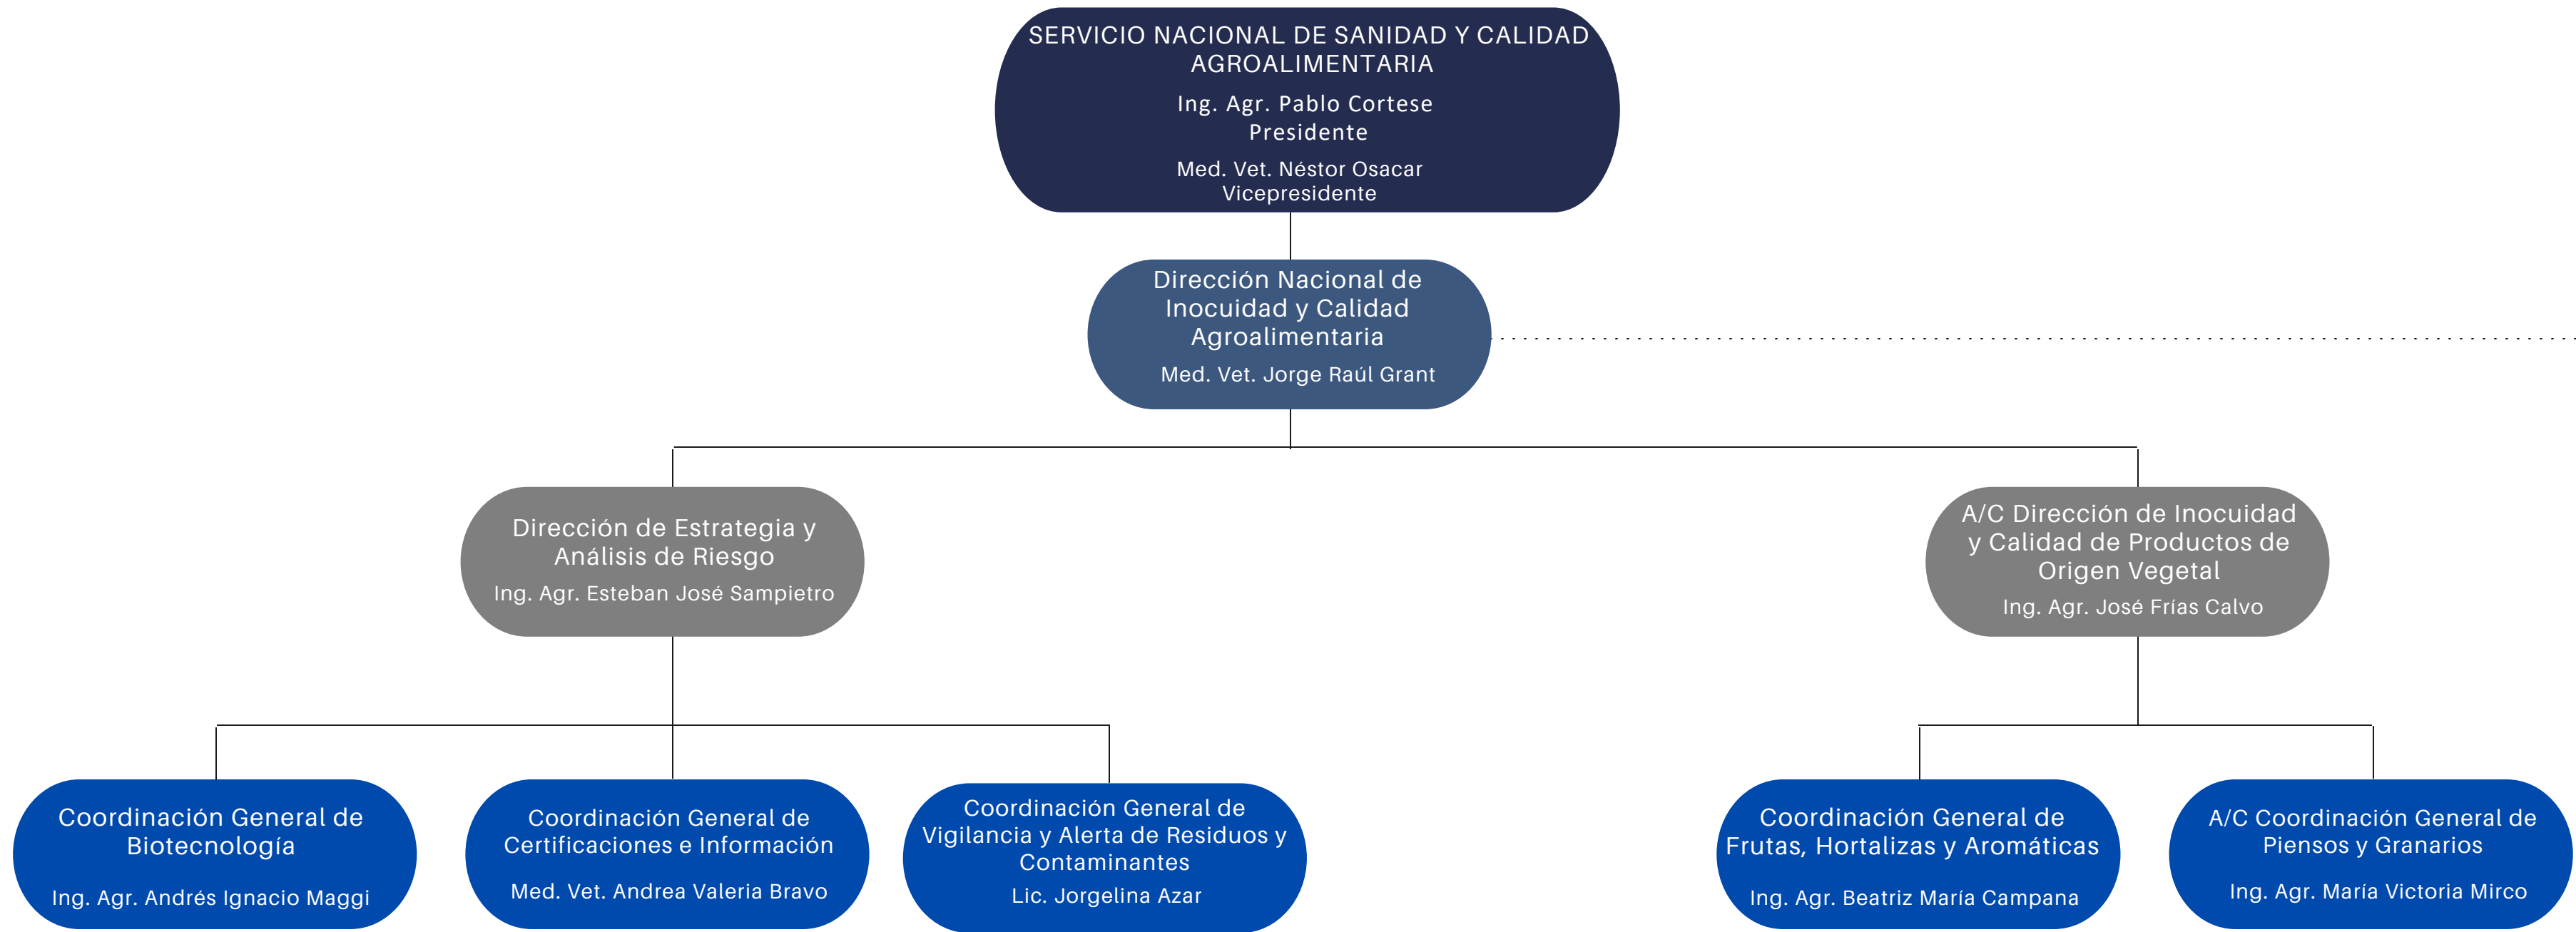 SERVICIO NACIONAL DE SANIDAD Y CALIDAD
AGROALIMENTARIA
Ing. Agr. Pablo Cortese
Presidente
Med. Vet. Néstor Osacar
Vicepresidente
Dirección Nacional de
Inocuidad y Calidad
Agroalimentaria
Med. Vet. Jorge Raúl Grant
Dirección de Estrategia y
Análisis de Riesgo
Ing. Agr. Esteban José Sampietro
A/C Dirección de Inocuidad
y Calidad de Productos de
Origen Vegetal
Ing. Agr. José Frías Calvo
Coordinación General de
Biotecnología
Ing. Agr. Andrés Ignacio Maggi
Coordinación General de
Certificaciones e Información
Med. Vet. Andrea Valeria Bravo
Coordinación General de
Vigilancia y Alerta de Residuos y
Contaminantes
Lic. Jorgelina Azar
Coordinación General de
Frutas, Hortalizas y Aromáticas
Ing. Agr. Beatriz María Campana
A/C Coordinación General de
Piensos y Granarios
Ing. Agr. María Victoria Mirco